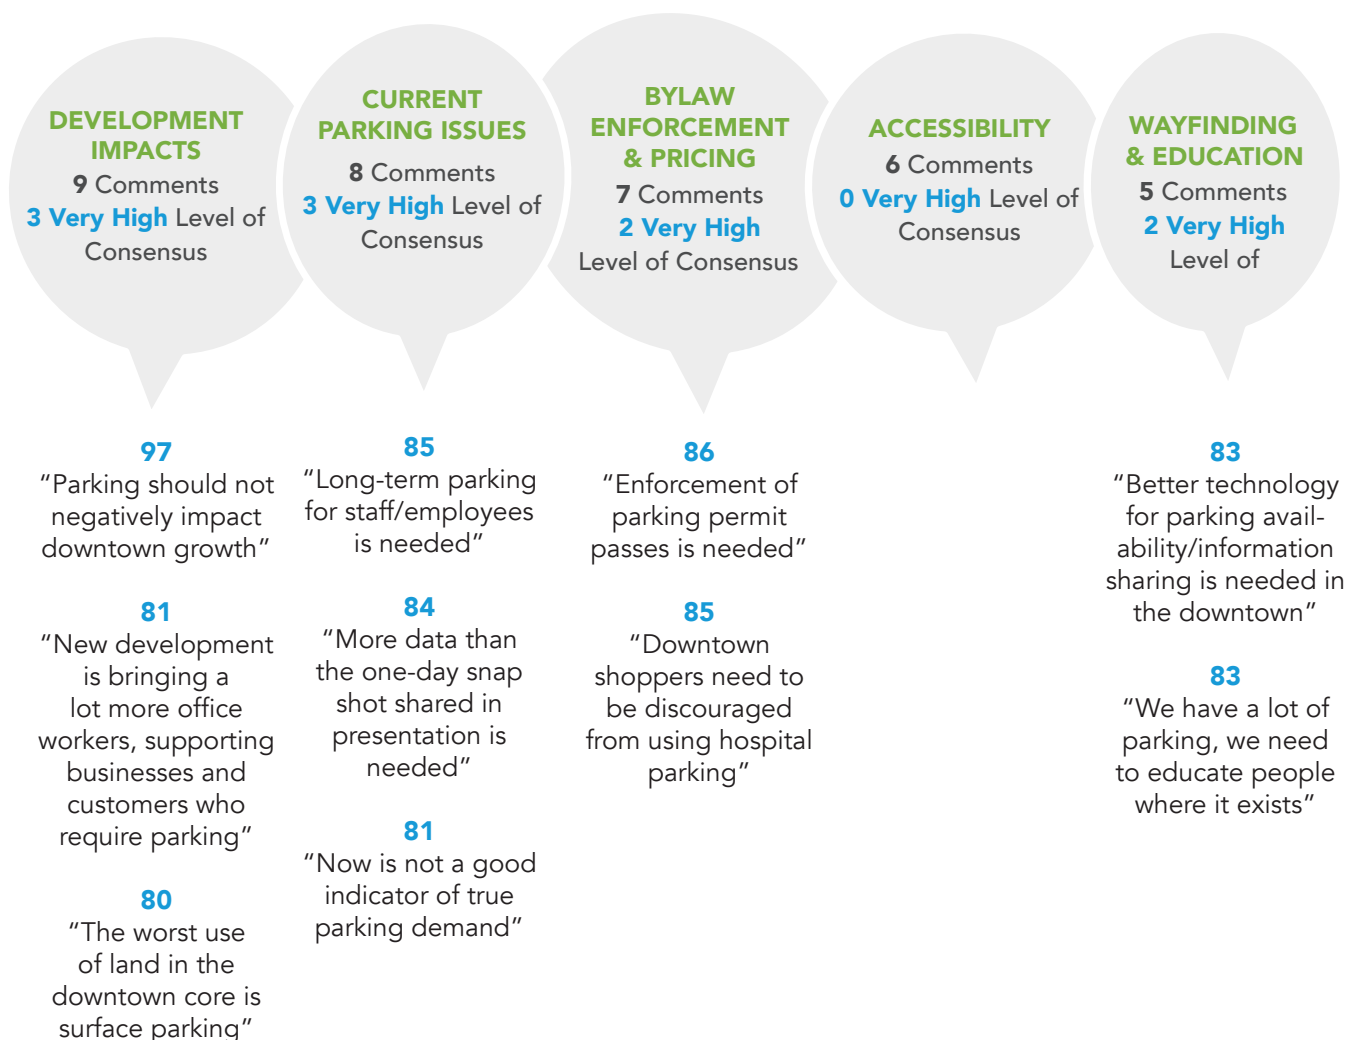 DEVELOPMENT
IMPACTS
9 Comments
3 Very High Level of
Consensus
97
“Parking should not
negatively impact
downtown growth”
81
“New development
is bringing a
lot more office
workers, supporting
businesses and
customers who
require parking”
80
“The worst use
of land in the
downtown core is
surface parking”
CURRENT
PARKING ISSUES
8 Comments
3 Very High Level of
Consensus
85
“Long-term parking
for staff/employees
is needed”
84
“More data than
the one-day snap
shot shared in
presentation is
needed”
81
“Now is not a good
indicator of true
parking demand”
BYLAW
ENFORCEMENT
& PRICING
7 Comments
2 Very High
Level of Consensus
86
“Enforcement of
parking permit
passes is needed”
85
“Downtown
shoppers need to
be discouraged
from using hospital
parking”
ACCESSIBILITY
6 Comments
0 Very High Level of
Consensus
WAYFINDING
& EDUCATION
5 Comments
2 Very High
Level of
83
“Better technology
for parking avail-
ability/information
sharing is needed in
the downtown”
83
“We have a lot of
parking, we need
to educate people
where it exists”